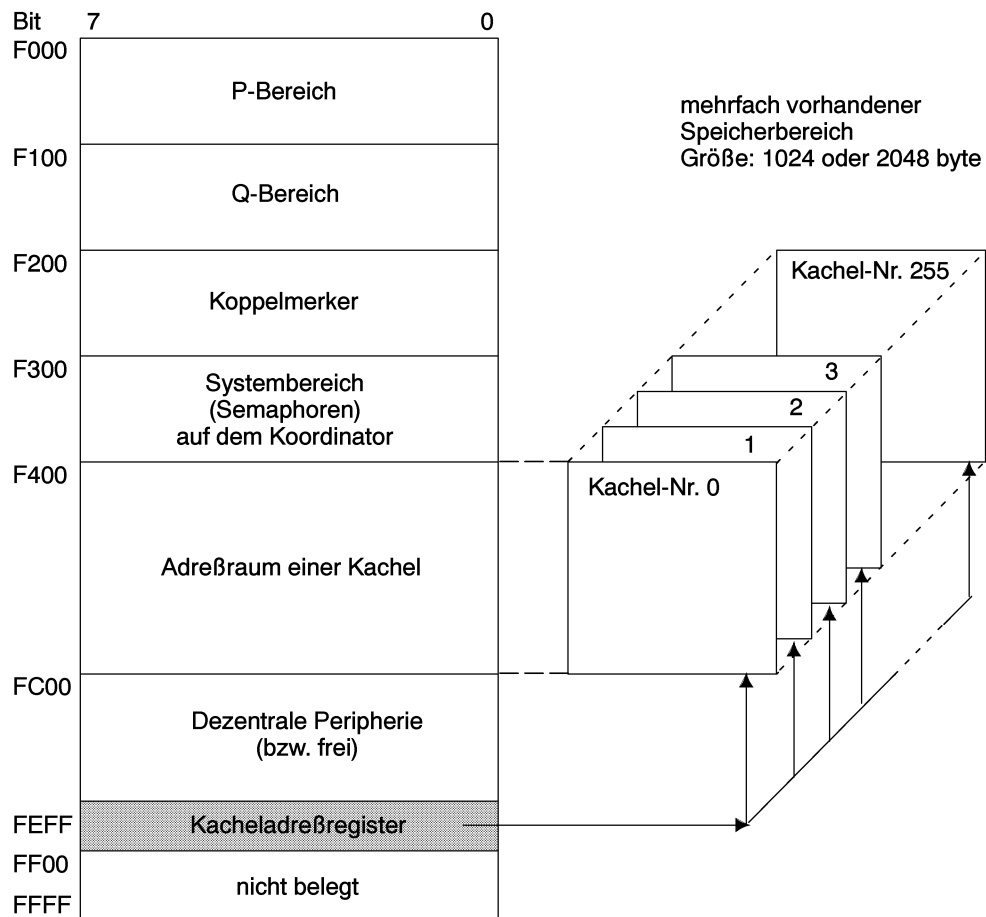 Bit 7 0
F000
P-Bereich
mehrfach vorhandener
Speicherbereich
Größe: 1024 oder 2048 byte
F100
Q-Bereich
F200
Koppelmerker
Kachel-Nr. 255
F300
Systembereich
(Semaphoren)
auf dem Koordinator
3
2
1
F400
Kachel-Nr. 0
Adreßraum einer Kachel
FC00
Dezentrale Peripherie
(bzw. frei)
FEFF
Kacheladreßregister
FF00
nicht belegt
FFFF